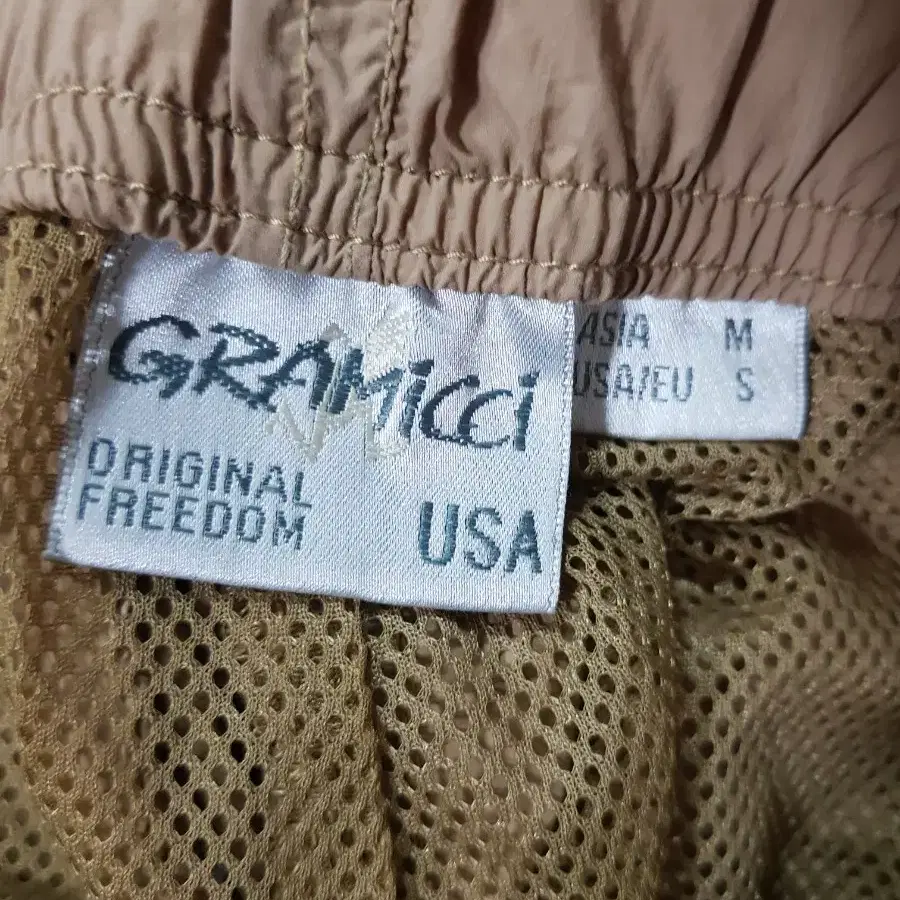 GRAMicci
ORIGINAL
FREEDOM
USA
ASIA M
USA/EU S